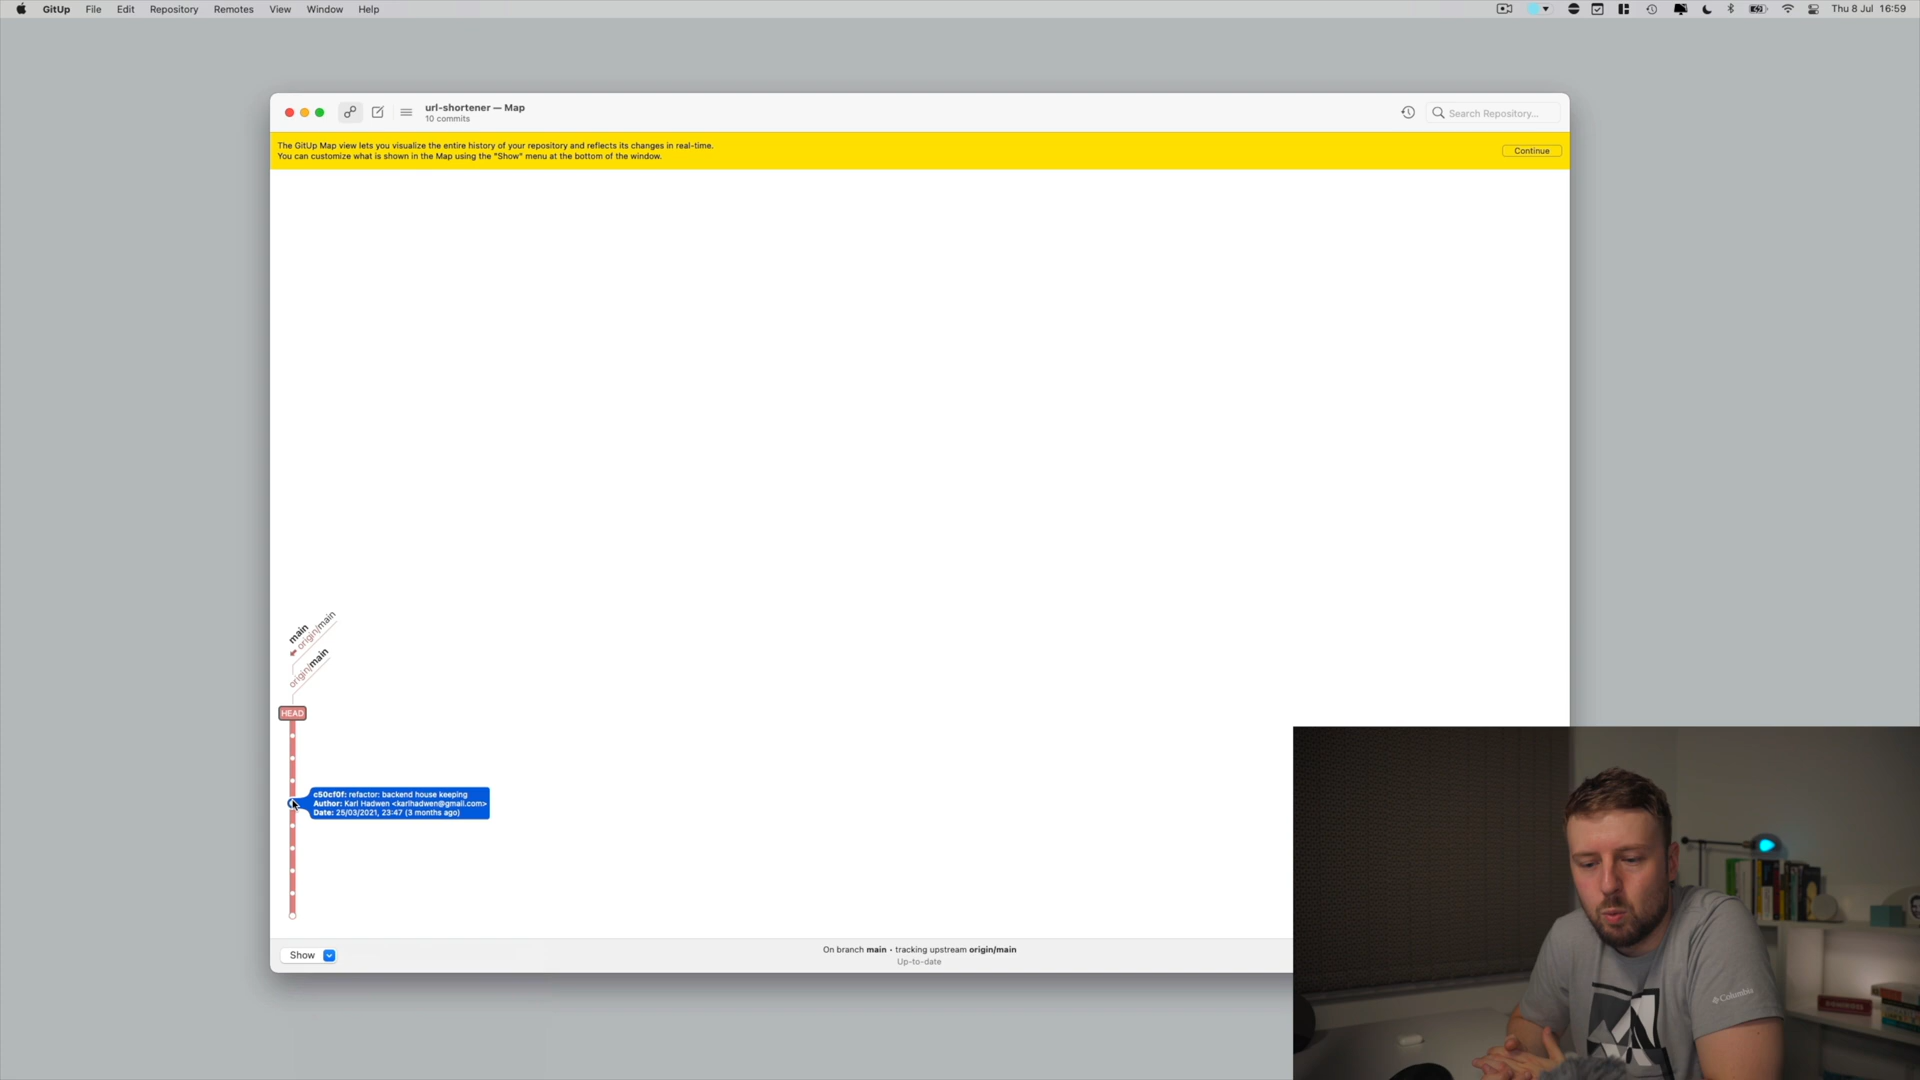 GitUp File Edit Repository Remotes View Window Help
Thu 8 Jul 16:59
url-shortener — Map
10 commits
Search Repository...
The GitUp Map view lets you visualize the entire history of your repository and reflects its changes in real-time.
You can customize what is shown in the Map using the "Show" menu at the bottom of the window.
Continue
main
origin/main
origin/main
HEAD
c50cf0f: refactor: backend house keeping
Author: Karl Hadwen <karlhadwen@gmail.com>
Date: 25/03/2021, 23:47 (3 months ago)
Show
On branch main • tracking upstream origin/main
Up-to-date
Columbia